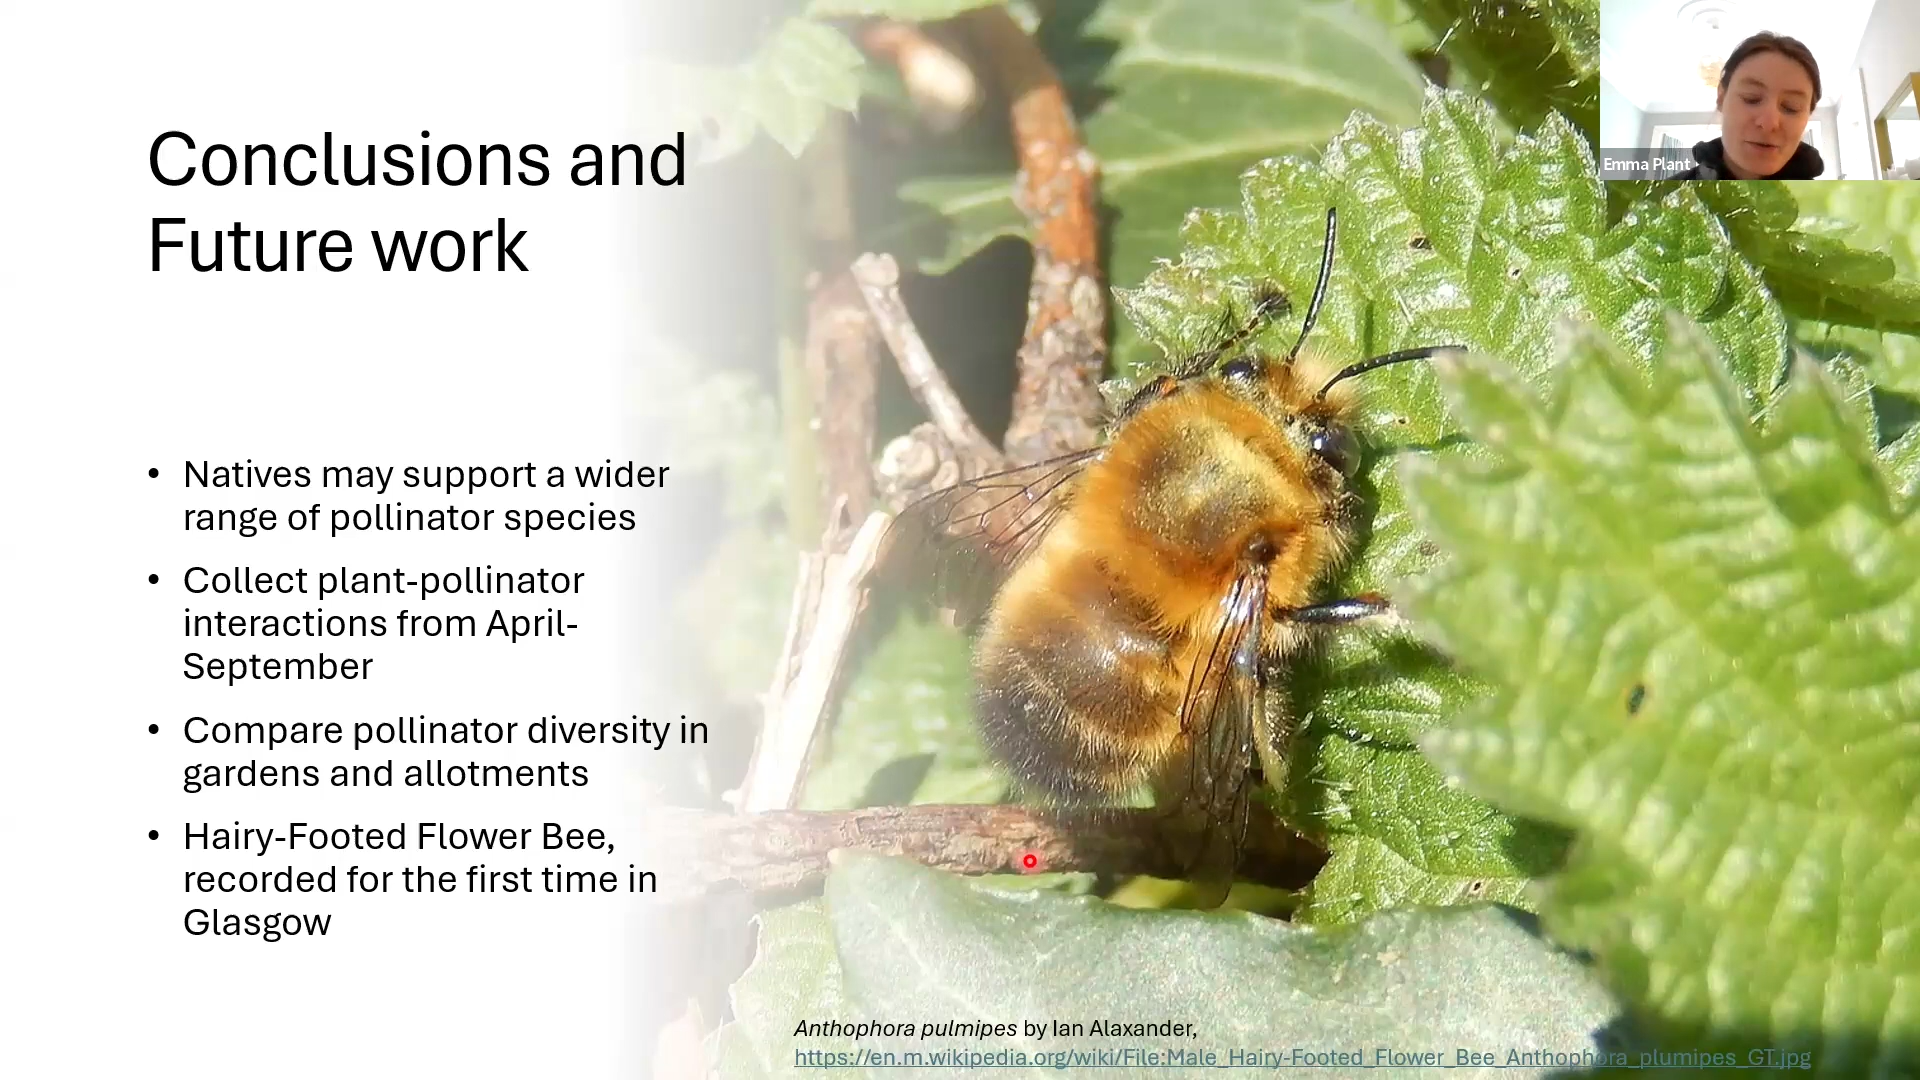 Emma Plant
Conclusions and
Future work
• Natives may support a wider
range of pollinator species
• Collect plant-pollinator
interactions from April-
September
• Compare pollinator diversity in
gardens and allotments
• Hairy-Footed Flower Bee,
recorded for the first time in
Glasgow
Anthophora pulmipes by Ian Alaxander,
https://en.m.wikipedia.org/wiki/File:Male_Hairy-Footed_Flower_Bee_Anthophora_plumipes_GT.jpg